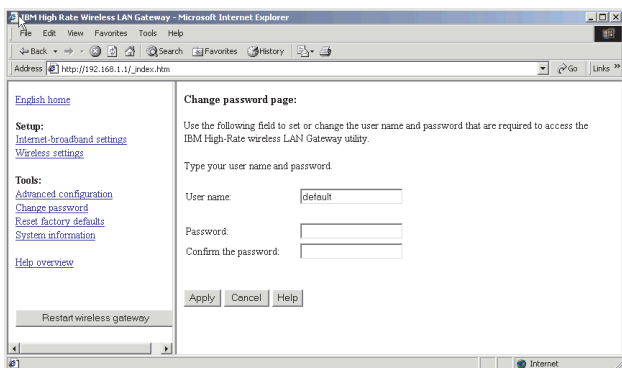 IBM High Rate Wireless LAN Gateway - Microsoft Internet Explorer
File Edit View Favorites Tools Help
Back Search Favorites History
Address http://192.168.1.1/_index.htm Go Links »
English home
Setup:
Internet-broadband settings
Wireless settings
Tools:
Advanced configuration
Change password
Reset factory defaults
System information
Help overview
Restart wireless gateway
Change password page:
Use the following field to set or change the user name and password that are required to access the
IBM High-Rate wireless LAN Gateway utility.
Type your user name and password.
User name: default
Password:
Confirm the password:
Apply Cancel Help
Internet